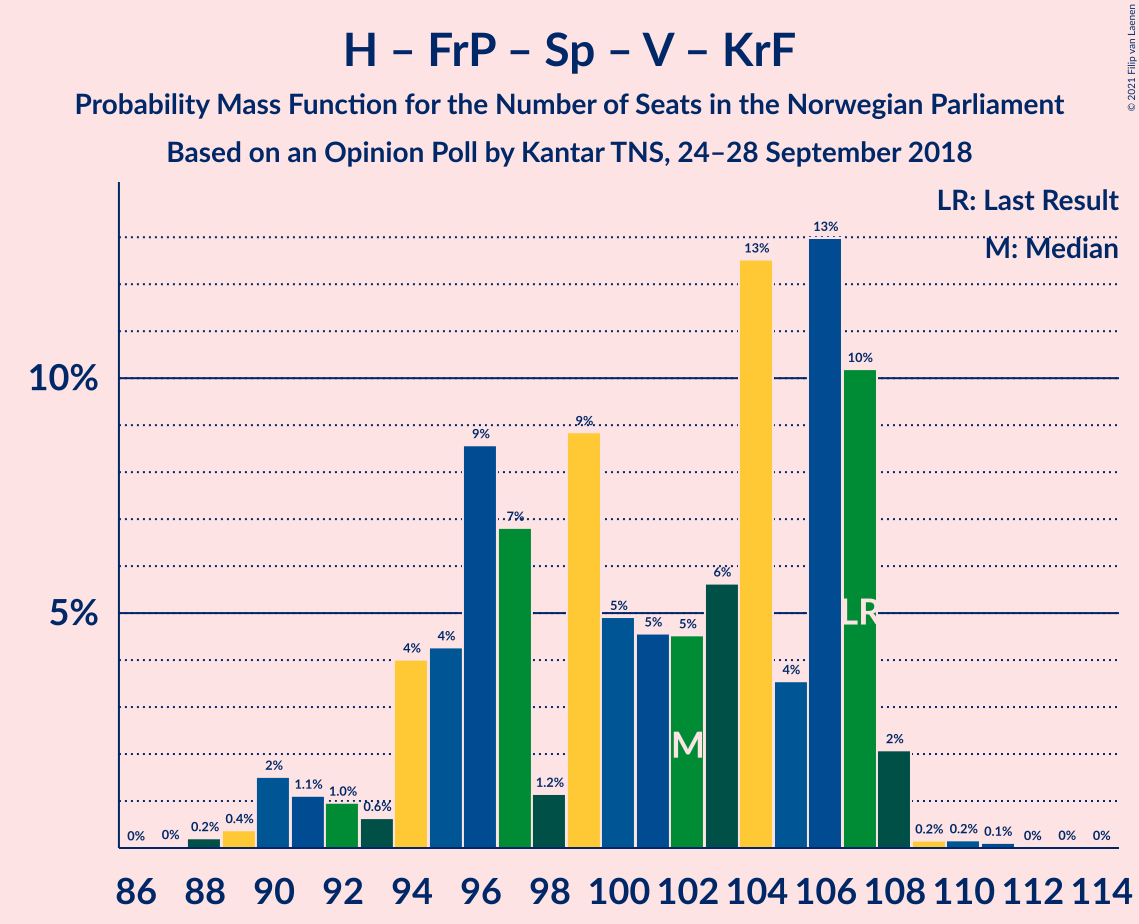 H – FrP – Sp – V – KrF
Probability Mass Function for the Number of Seats in the Norwegian Parliament
Based on an Opinion Poll by Kantar TNS, 24–28 September 2018
© 2021 Filip van Laenen
LR: Last Result
M: Median
10%
5%
0% 0% 0.2% 0.4% 2% 1.1% 1.0% 0.6% 4% 4% 9% 7% 1.2% 9% 5% 5% 5% 6% 13% 4% 13% 10% 2% 0.2% 0.2% 0.1% 0% 0% 0%
LR
M
86 88 90 92 94 96 98 100 102 104 106 108 110 112 114